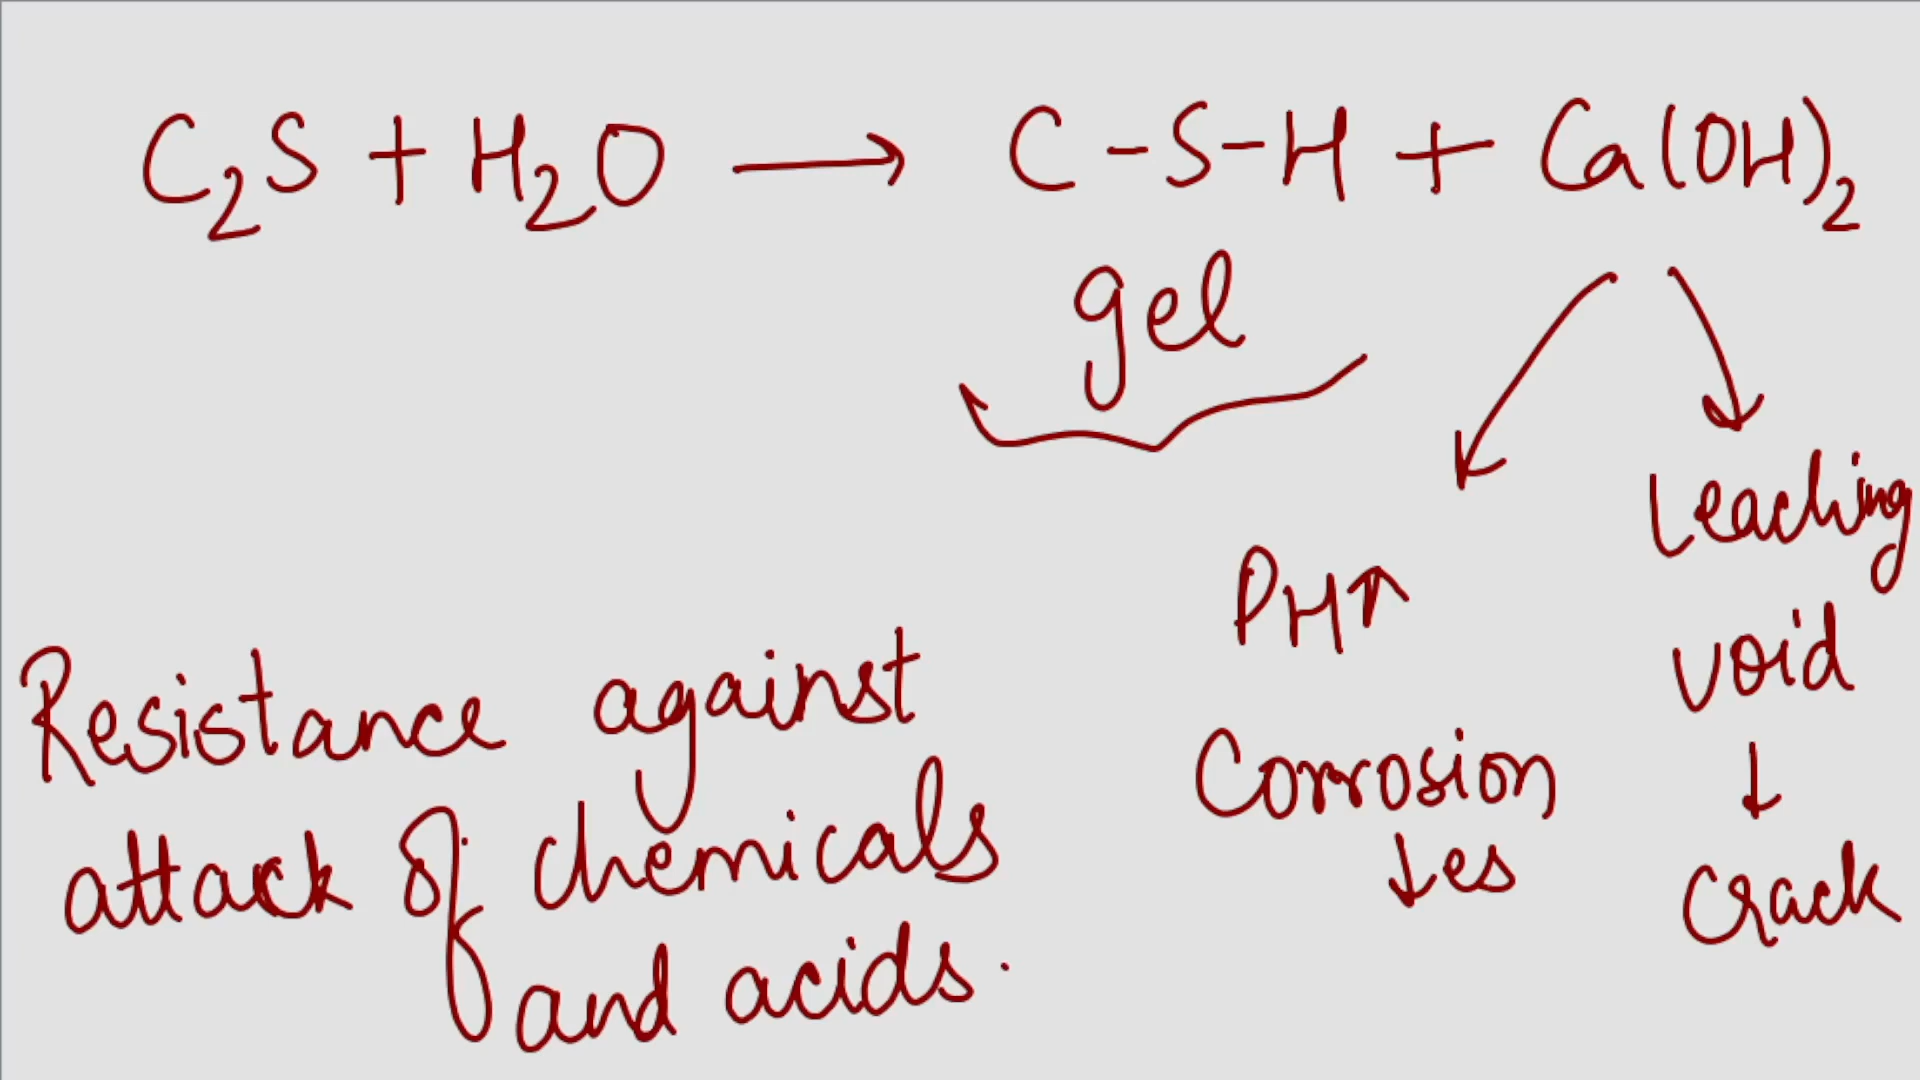 C₂S + H₂O → C-S-H + Ca(OH)₂
gel
Leaching
PH↑
void
Resistance against
Corrosion
↓
attack of chemicals
↓es
Crack
and acids.